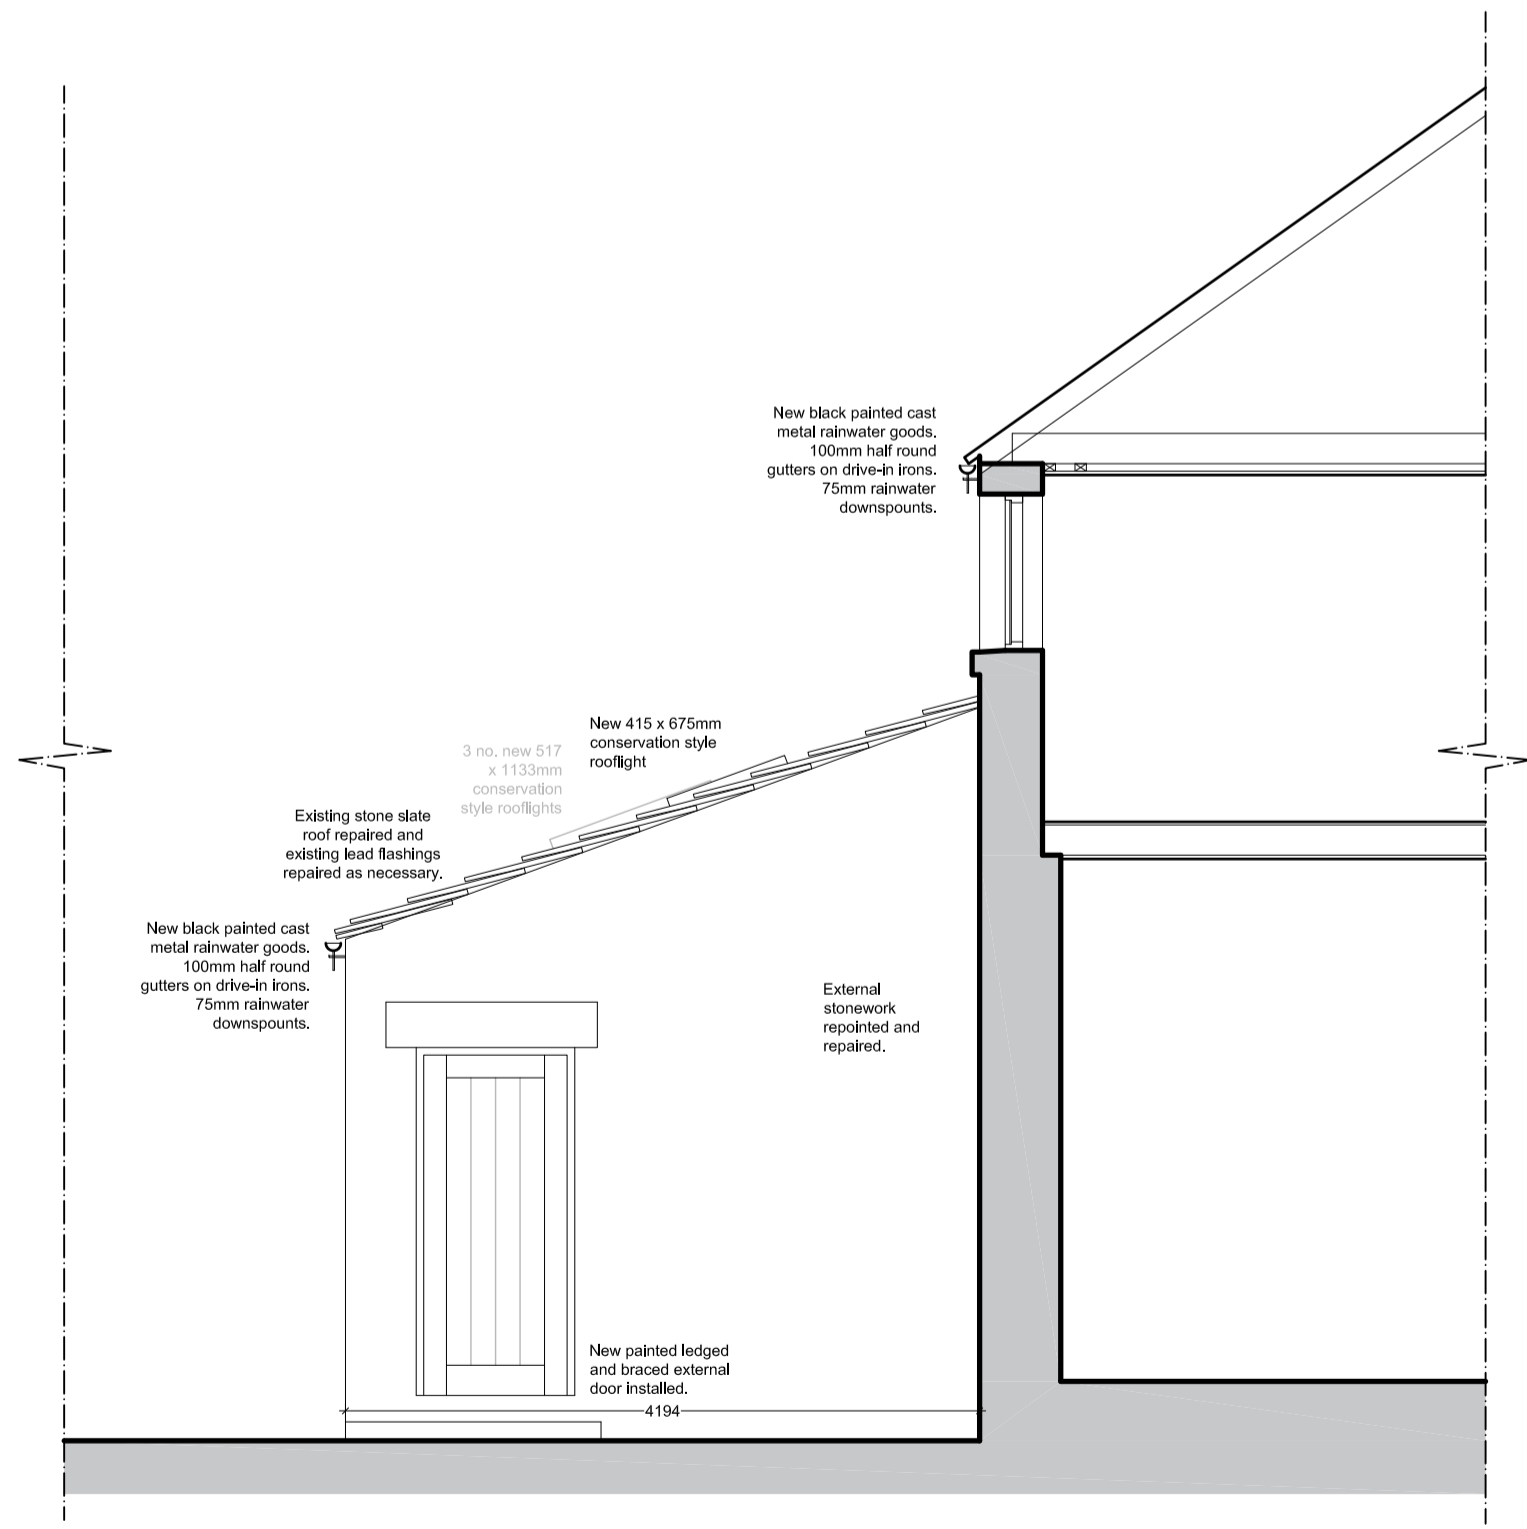 New black painted cast
metal rainwater goods.
100mm half round
gutters on drive-in irons.
75mm rainwater
downspounts.
New 415 x 675mm
conservation style
rooflight
3 no. new 517
x 1133mm
conservation
style rooflights
Existing stone slate
roof repaired and
existing lead flashings
repaired as necessary.
New black painted cast
metal rainwater goods.
100mm half round
gutters on drive-in irons.
75mm rainwater
downspounts.
External
stonework
repointed and
repaired.
New painted ledged
and braced external
door installed.
4194